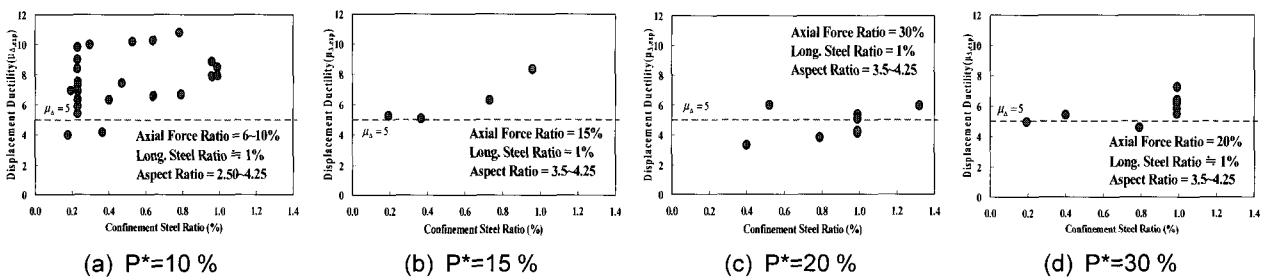 Displacement Ductility (μΔ,exp)
12
10
8
6
4
2
0
μΔ = 5
Axial Force Ratio = 6~10%
Long. Steel Ratio ≒ 1%
Aspect Ratio = 2.50~4.25
0.0 0.2 0.4 0.6 0.8 1.0 1.2 1.4
Confinement Steel Ratio (%)
(a) P*=10 %
Displacement Ductility (μΔ,exp)
12
10
8
6
4
2
0
μΔ = 5
Axial Force Ratio = 15%
Long. Steel Ratio = 1%
Aspect Ratio = 3.5~4.25
0.0 0.2 0.4 0.6 0.8 1.0 1.2 1.4
Confinement Steel Ratio (%)
(b) P*=15 %
Displacement Ductility (μΔ,exp)
12
10
8
6
4
2
0
Axial Force Ratio = 30%
Long. Steel Ratio = 1%
Aspect Ratio = 3.5~4.25
μΔ = 5
0.0 0.2 0.4 0.6 0.8 1.0 1.2 1.4
Confinement Steel Ratio (%)
(c) P*=20 %
Displacement Ductility (μΔ,exp)
12
10
8
6
4
2
0
μΔ = 5
Axial Force Ratio = 20%
Long. Steel Ratio ≒ 1%
Aspect Ratio = 3.5~4.25
0.0 0.2 0.4 0.6 0.8 1.0 1.2 1.4
Confinement Steel Ratio (%)
(d) P*=30 %